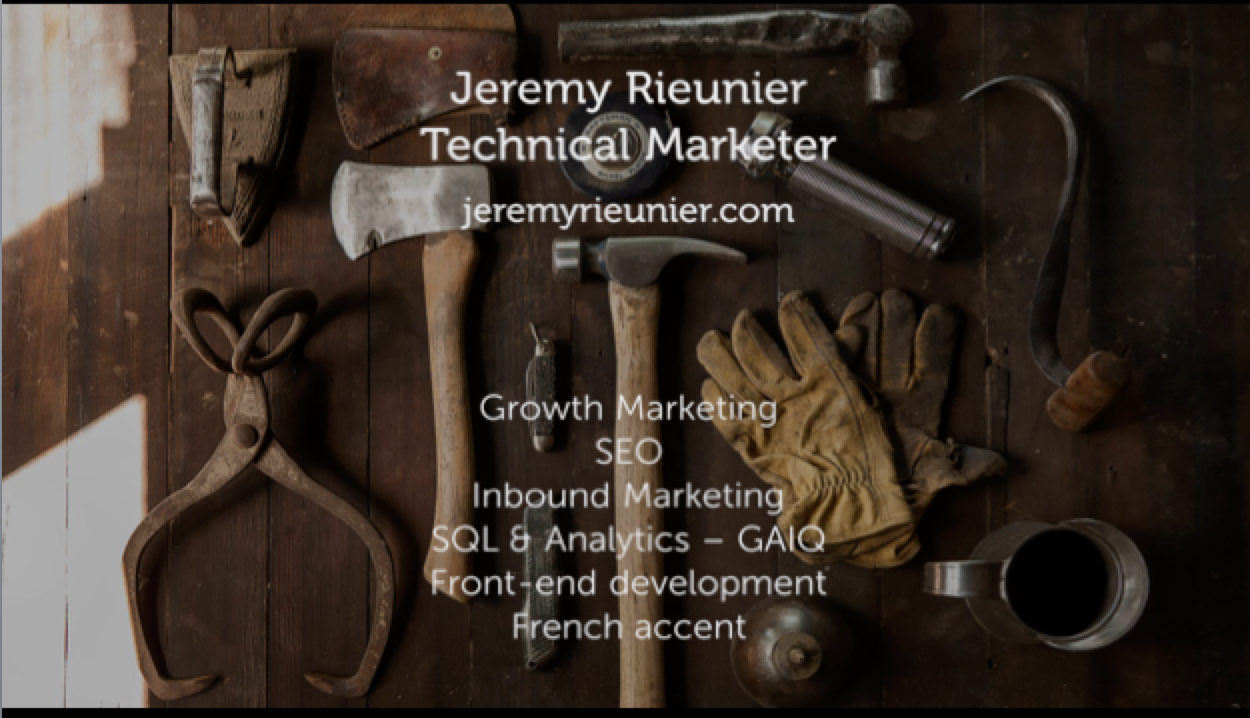 Jeremy Rieunier
Technical Marketer
jeremyrieunier.com
Growth Marketing
SEO
Inbound Marketing
SQL & Analytics – GAIQ
Front-end development
French accent